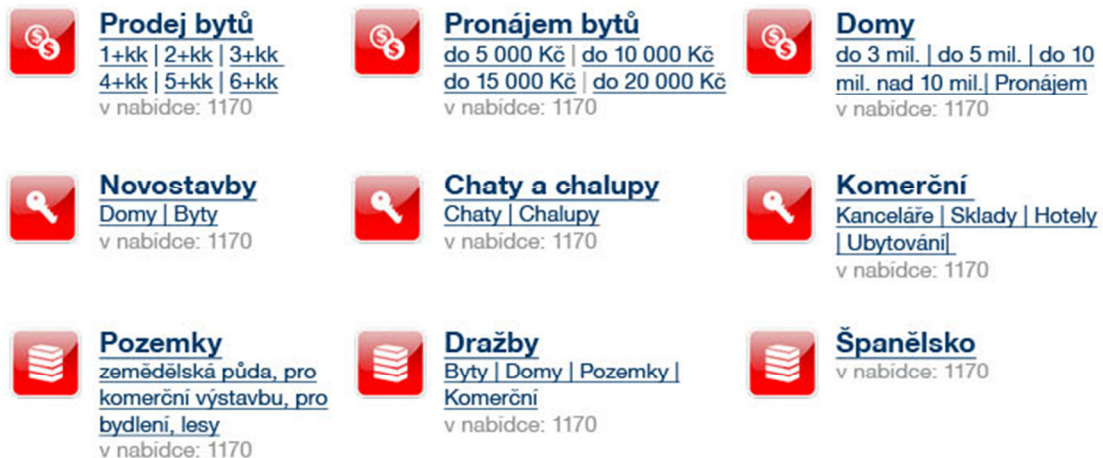 Prodej bytů
1+kk | 2+kk | 3+kk
4+kk | 5+kk | 6+kk
v nabídce: 1170
Pronájem bytů
do 5 000 Kč | do 10 000 Kč
do 15 000 Kč | do 20 000 Kč
v nabídce: 1170
Domy
do 3 mil. | do 5 mil. | do 10
mil. nad 10 mil.| Pronájem
v nabídce: 1170
Novostavby
Domy | Byty
v nabídce: 1170
Chaty a chalupy
Chaty | Chalupy
v nabídce: 1170
Komerční
Kanceláře | Sklady | Hotely
| Ubytování|
v nabídce: 1170
Pozemky
zemědělská půda, pro
komerční výstavbu, pro
bydlení, lesy
v nabídce: 1170
Dražby
Byty | Domy | Pozemky |
Komerční
v nabídce: 1170
Španělsko
v nabídce: 1170